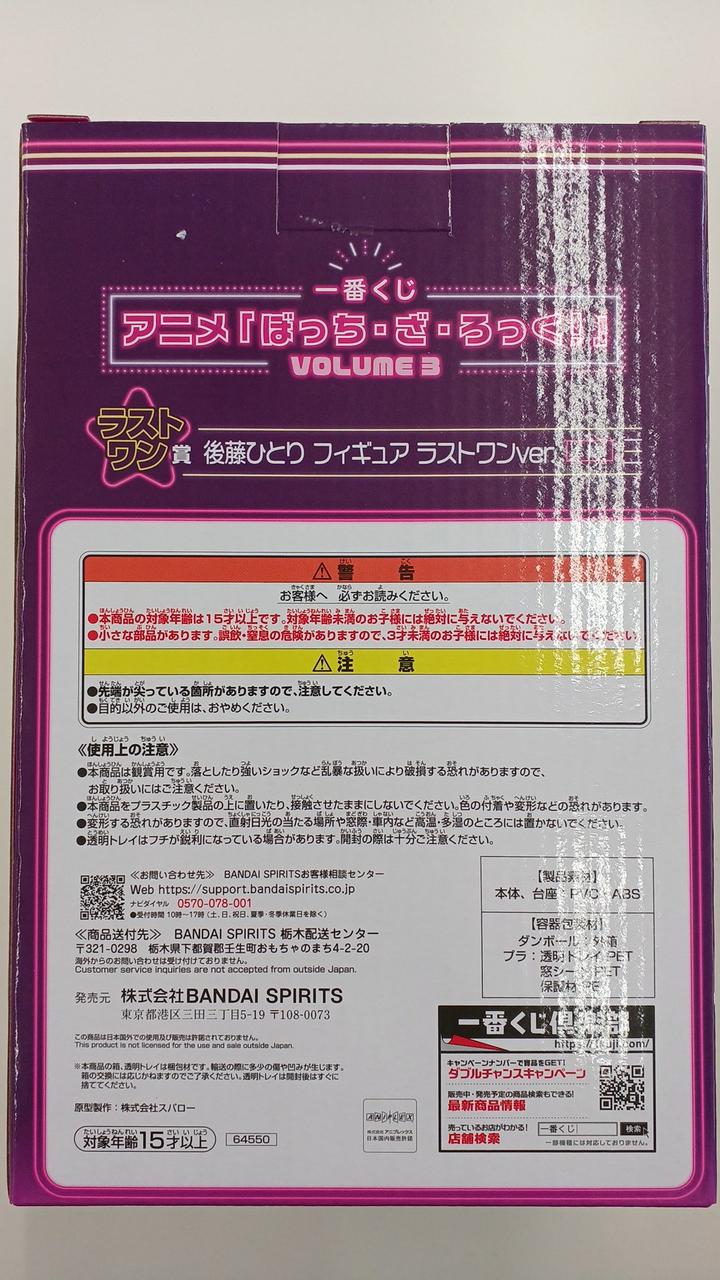 一番くじ
アニメ「ぼっち・ざ・ろっく！」
VOLUME 3
ラスト
ワン
賞 後藤ひとり フィギュア ラストワンver.
⚠警告
お客様へ 必ずお読みください。
●本商品の対象年齢は15才以上です。対象年齢未満のお子様には絶対に与えないでください。
●小さな部品があります。誤飲・窒息の危険がありますので、3才未満のお子様には絶対に与えないでください。
⚠注意
●先端が尖っている箇所がありますので、注意してください。
●目的以外のご使用は、おやめください。
《使用上の注意》
●本商品は観賞用です。落としたり強いショックなど乱暴な扱いにより破損する恐れがありますので、
お取り扱いにはご注意ください。
●本商品をプラスチック製品の上に置いたり、接触させたままにしないでください。色の付着や変形などの恐れがあります。
●変形する恐れがありますので、直射日光の当たる場所や窓際・車内など高温・多湿のところには置かないでください。
●透明トレイはフチが鋭利になっている場合があります。開封の際は十分ご注意ください。
≪お問い合わせ先≫ BANDAI SPIRITSお客様相談センター
Web https://support.bandaispirits.co.jp
ナビダイヤル 0570-078-001
●受付時間 10時〜17時（土、日、祝日、夏季・冬季休業日を除く）
≪商品送付先≫ BANDAI SPIRITS 栃木配送センター
〒321-0298 栃木県下都賀郡壬生町おもちゃのまち4-2-20
海外からのお問い合わせは受け付けておりません。
Customer service inquiries are not accepted from outside Japan.
発売元 株式会社BANDAI SPIRITS
東京都港区三田三丁目5-19 〒108-0073
この商品は日本国外での使用及び販売は許諾されておりません。
This product is not licensed for the use and sale outside Japan.
※本商品の箱、透明トレイは梱包材です。輸送の際に多少の傷や凹みが生じます。
箱の交換には応じかねますのでご了承ください。透明トレイは開封後はすぐに
捨ててください。
原型製作：株式会社スパロー
対象年齢15才以上
64550
【製品素材】
本体、台座：PVC・ABS
【容器包装材】
ダンボール：外箱
プラ：透明トレイ PET
窓シート PET
保護材 PE
ANIPLEX
株式会社アニプレックス
日本国内販売許諾
一番くじ倶楽部
https://1kuji.com/
キャンペーンナンバーで賞品をGET!
ダブルチャンスキャンペーン
販売中・発売予定の商品検索もできる!
最新商品情報
売っているお店がわかる!
店舗検索
一番くじ 検索
一部機種には対応しておりません。